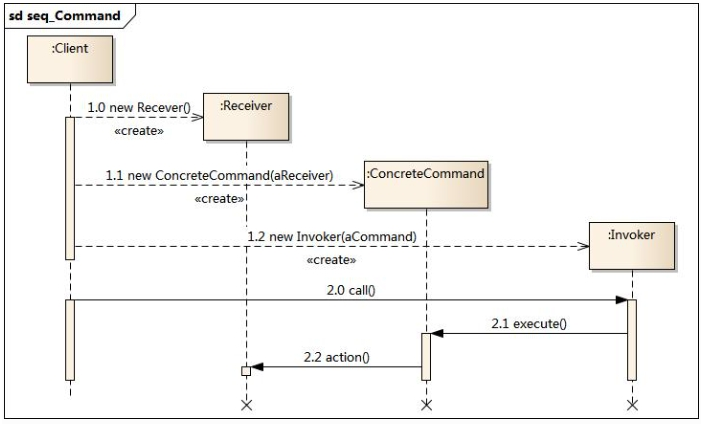 sd seq_Command
:Client
1.0 new Recever()
«create»
:Receiver
1.1 new ConcreteCommand(aReceiver)
«create»
:ConcreteCommand
1.2 new Invoker(aCommand)
«create»
:Invoker
2.0 call()
2.1 execute()
2.2 action()